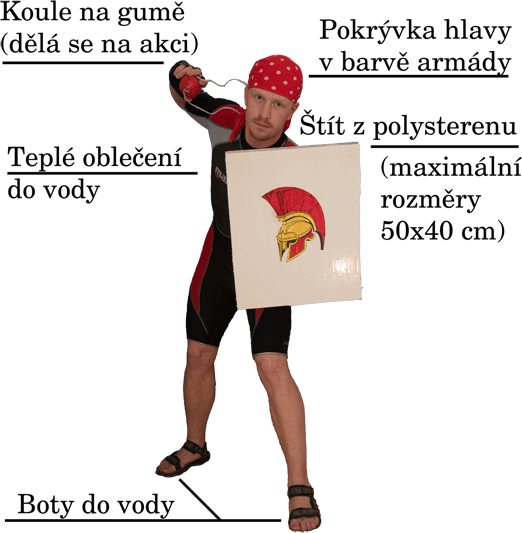 Koule na gumě
(dělá se na akci)
Pokrývka hlavy
v barvě armády
Štít z polysterenu
(maximální
rozměry
50x40 cm)
Teplé oblečení
do vody
Boty do vody